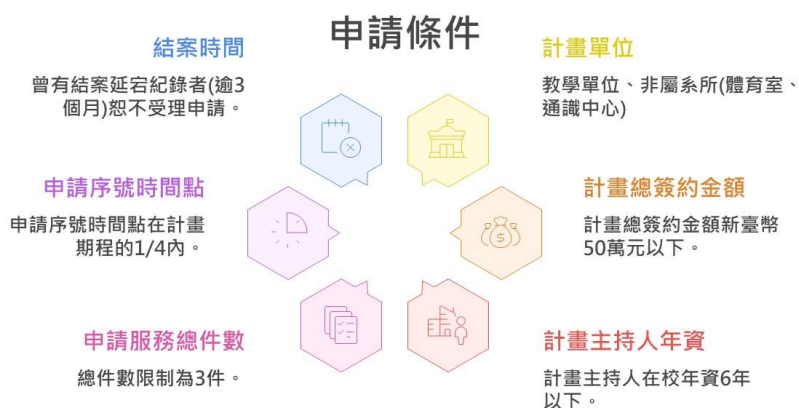 申請條件
結案時間
曾有結案延宕紀錄者(逾3
個月)恕不受理申請。
計畫單位
教學單位、非屬系所(體育室、
通識中心)
申請序號時間點
申請序號時間點在計畫
期程的1/4內。
計畫總簽約金額
計畫總簽約金額新臺幣
50萬元以下。
申請服務總件數
總件數限制為3件。
計畫主持人年資
計畫主持人在校年資6年
以下。